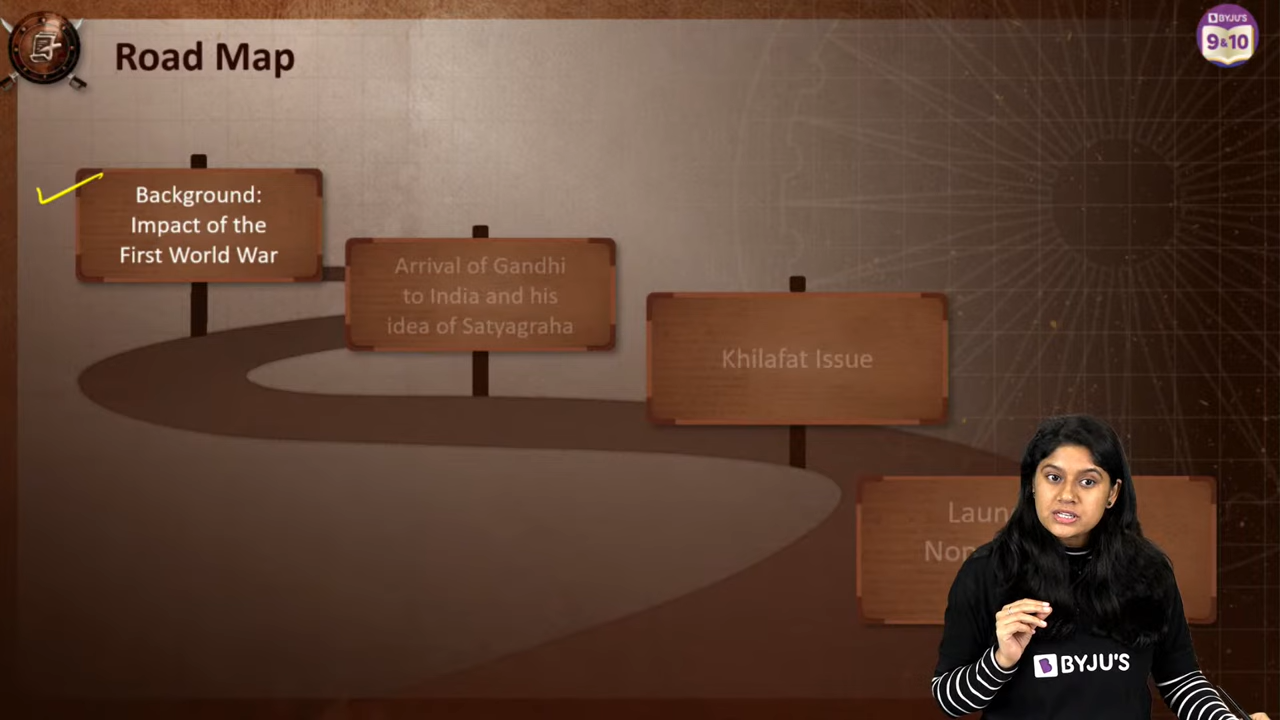 Road Map
BYJU'S
9&10
Background:
Impact of the
First World War
Arrival of Gandhi
to India and his
idea of Satyagraha
Khilafat Issue
BYJU'S